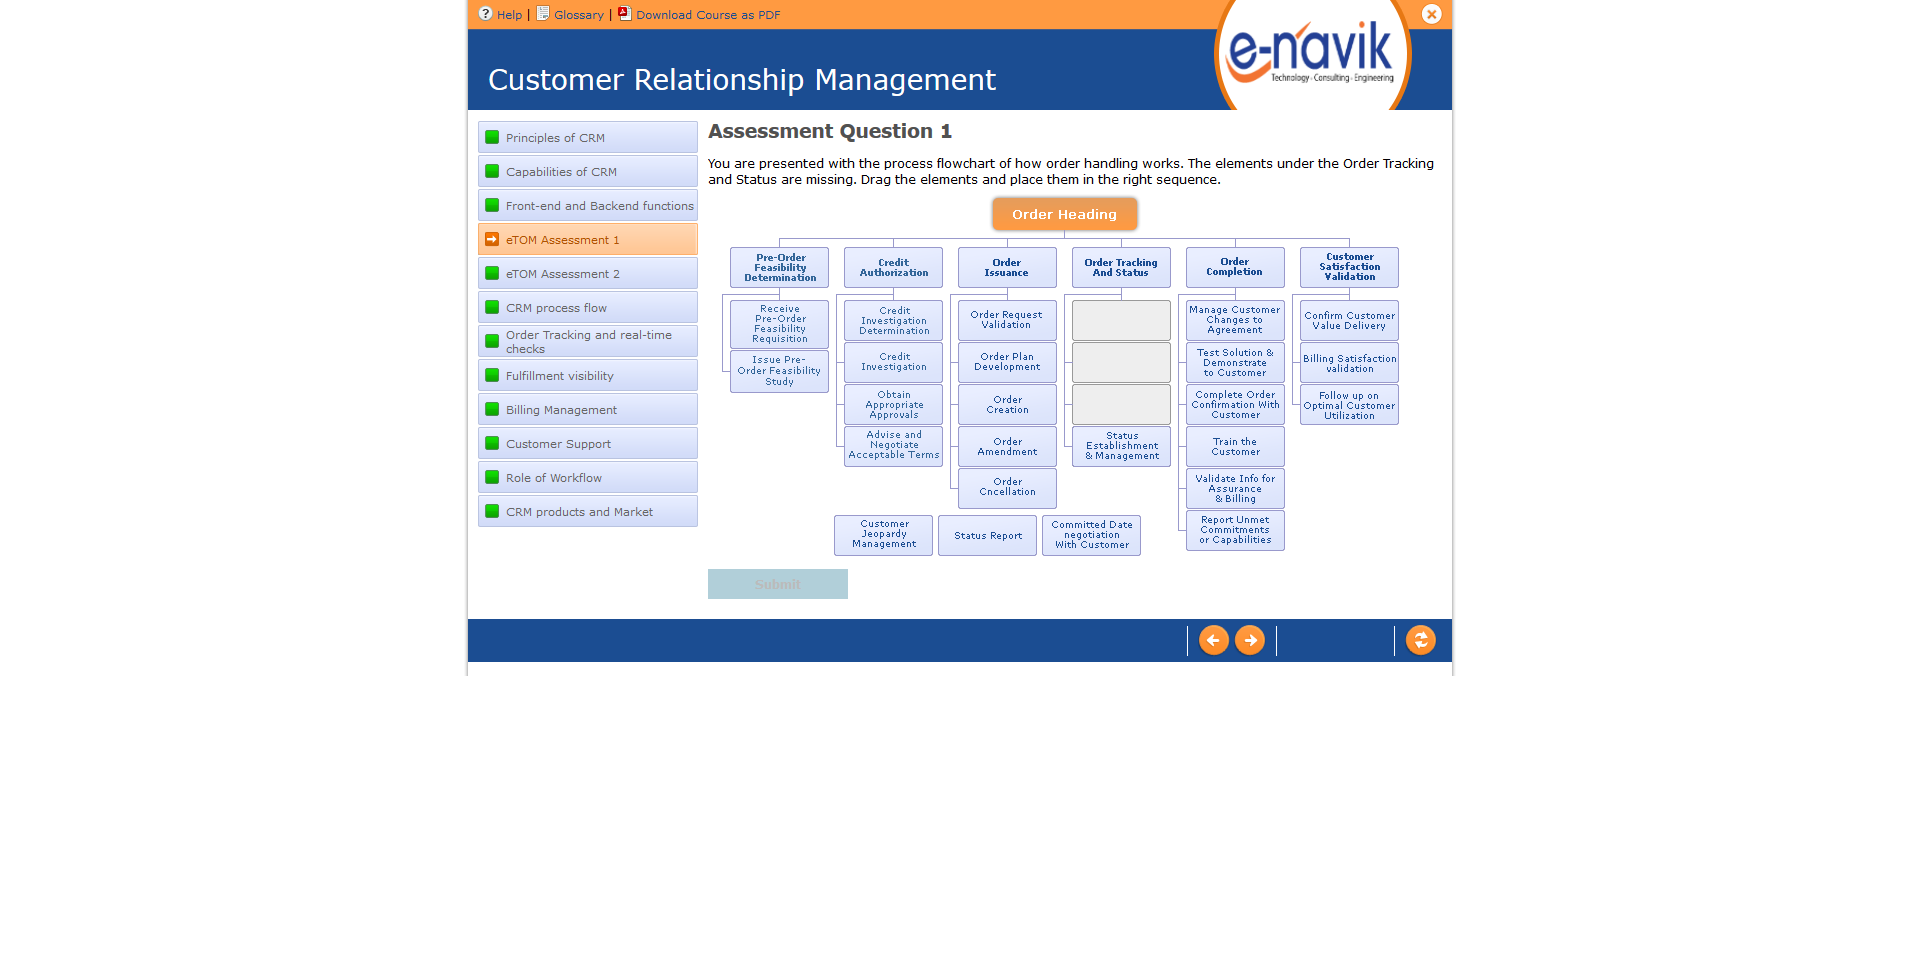 Help | Glossary | Download Course as PDF
e-navik
Technology - Consulting - Engineering
Customer Relationship Management
Principles of CRM
Capabilities of CRM
Front-end and Backend functions
eTOM Assessment 1
eTOM Assessment 2
CRM process flow
Order Tracking and real-time
checks
Fulfillment visibility
Billing Management
Customer Support
Role of Workflow
CRM products and Market
Assessment Question 1
You are presented with the process flowchart of how order handling works. The elements under the Order Tracking
and Status are missing. Drag the elements and place them in the right sequence.
Order Heading
Pre-Order
Feasibility
Determination
Receive
Pre-Order
Feasibility
Requisition
Issue Pre-
Order Feasibility
Study
Credit
Authorization
Credit
Investigation
Determination
Credit
Investigation
Obtain
Appropriate
Approvals
Advise and
Negotiate
Acceptable Terms
Order
Issuance
Order Request
Validation
Order Plan
Development
Order
Creation
Order
Amendment
Order
Cncellation
Order Tracking
And Status
Status
Establishment
& Management
Order
Completion
Manage Customer
Changes to
Agreement
Test Solution &
Demonstrate
to Customer
Complete Order
Confirmation With
Customer
Train the
Customer
Validate Info for
Assurance
& Billing
Report Unmet
Commitments
or Capabilities
Customer
Satisfaction
Validation
Confirm Customer
Value Delivery
Billing Satisfaction
validation
Follow up on
Optimal Customer
Utilization
Customer
Jeopardy
Management
Status Report
Committed Date
negotiation
With Customer
Submit